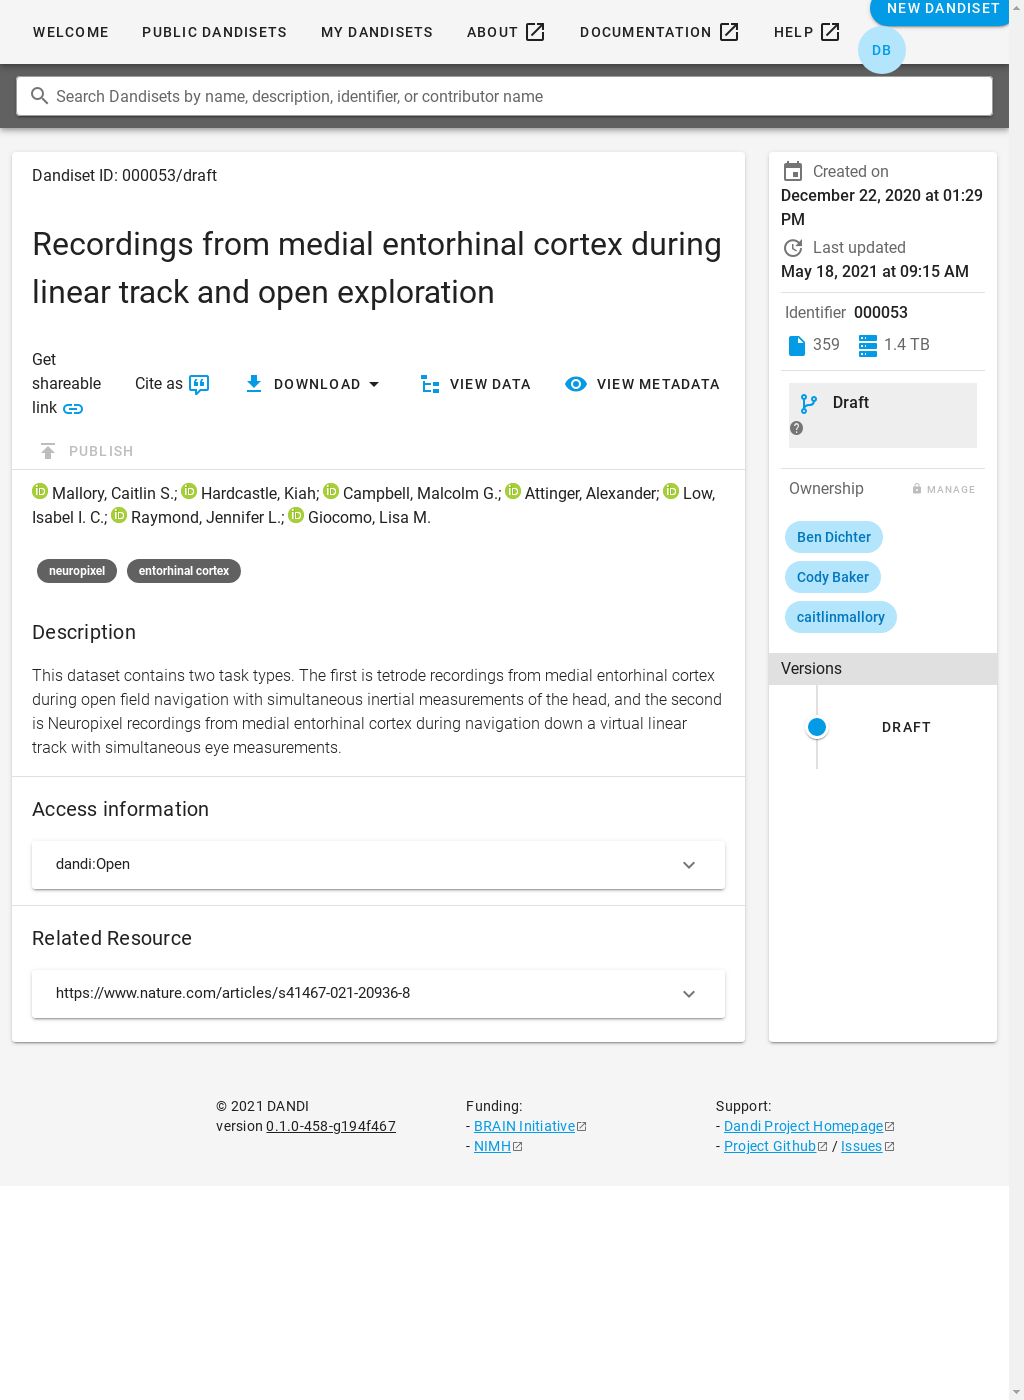 WELCOME PUBLIC DANDISETS MY DANDISETS ABOUT DOCUMENTATION HELP NEW DANDISET
DB
Search Dandisets by name, description, identifier, or contributor name
Dandiset ID: 000053/draft
Recordings from medial entorhinal cortex during
linear track and open exploration
Get
shareable
link
Cite as DOWNLOAD VIEW DATA VIEW METADATA
PUBLISH
iD Mallory, Caitlin S.; iD Hardcastle, Kiah; iD Campbell, Malcolm G.; iD Attinger, Alexander; iD Low,
Isabel I. C.; iD Raymond, Jennifer L.; iD Giocomo, Lisa M.
neuropixel entorhinal cortex
Description
This dataset contains two task types. The first is tetrode recordings from medial entorhinal cortex
during open field navigation with simultaneous inertial measurements of the head, and the second
is Neuropixel recordings from medial entorhinal cortex during navigation down a virtual linear
track with simultaneous eye measurements.
Access information
dandi:Open
Related Resource
https://www.nature.com/articles/s41467-021-20936-8
Created on
December 22, 2020 at 01:29
PM
Last updated
May 18, 2021 at 09:15 AM
Identifier 000053
359 1.4 TB
Draft
?
Ownership MANAGE
Ben Dichter
Cody Baker
caitlinmallory
Versions
DRAFT
© 2021 DANDI
version 0.1.0-458-g194f467
Funding:
- BRAIN Initiative
- NIMH
Support:
- Dandi Project Homepage
- Project Github / Issues